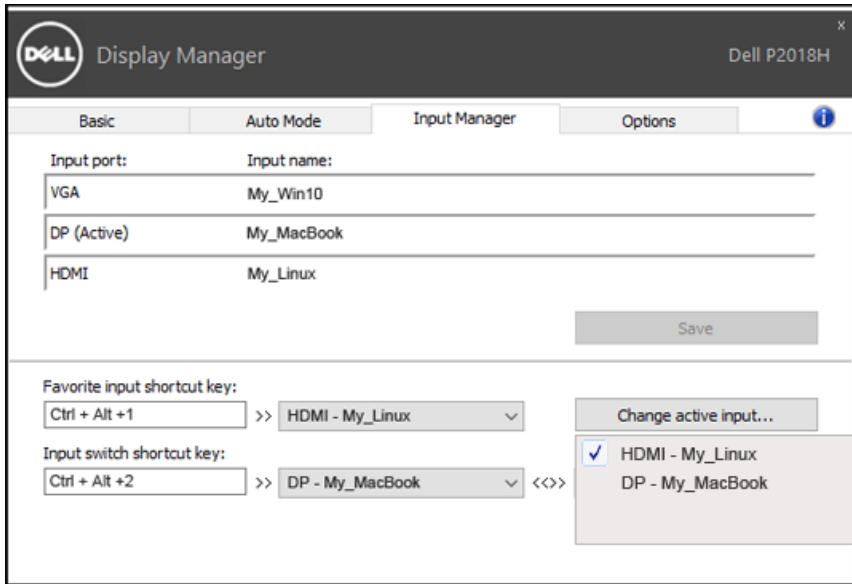 x
DELL Display Manager Dell P2018H
Basic Auto Mode Input Manager Options i
Input port: Input name:
VGA My_Win10
DP (Active) My_MacBook
HDMI My_Linux
Save
Favorite input shortcut key:
Ctrl + Alt +1 >> HDMI - My_Linux Change active input...
Input switch shortcut key: ✓ HDMI - My_Linux
Ctrl + Alt +2 >> DP - My_MacBook <<>> DP - My_MacBook